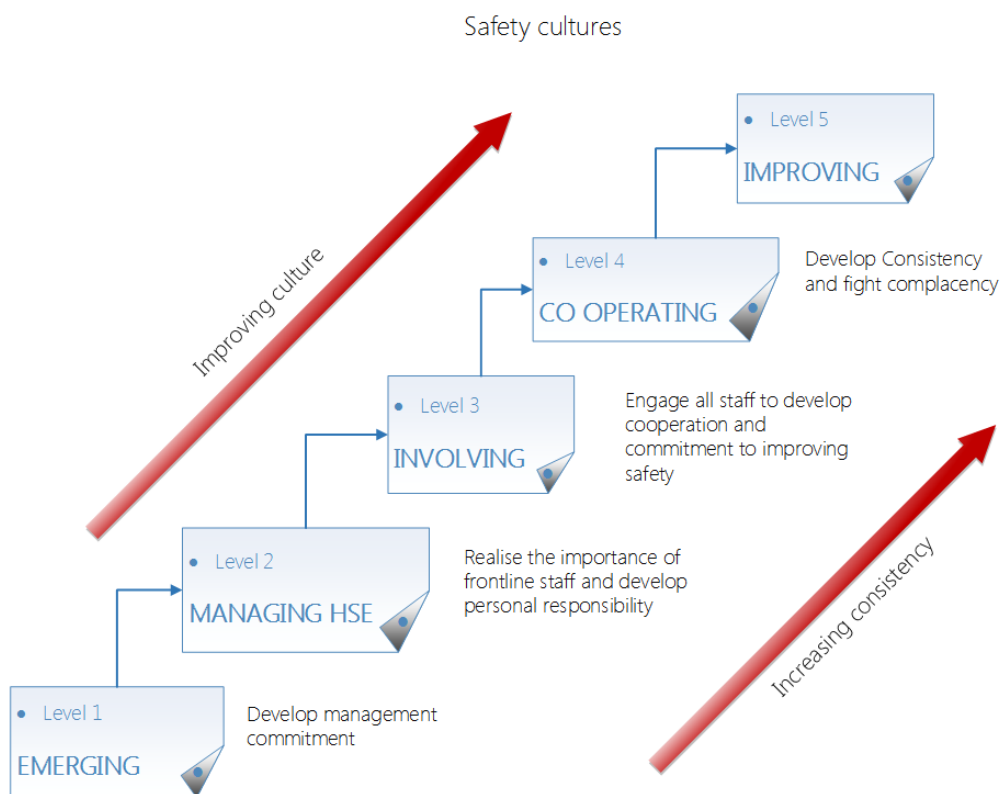 Safety cultures
Level 5
IMPROVING
Improving culture
Level 4
CO OPERATING
Develop Consistency
and fight complacency
Level 3
INVOLVING
Engage all staff to develop
cooperation and
commitment to improving
safety
Level 2
MANAGING HSE
Realise the importance of
frontline staff and develop
personal responsibility
Increasing consistency
Level 1
EMERGING
Develop management
commitment